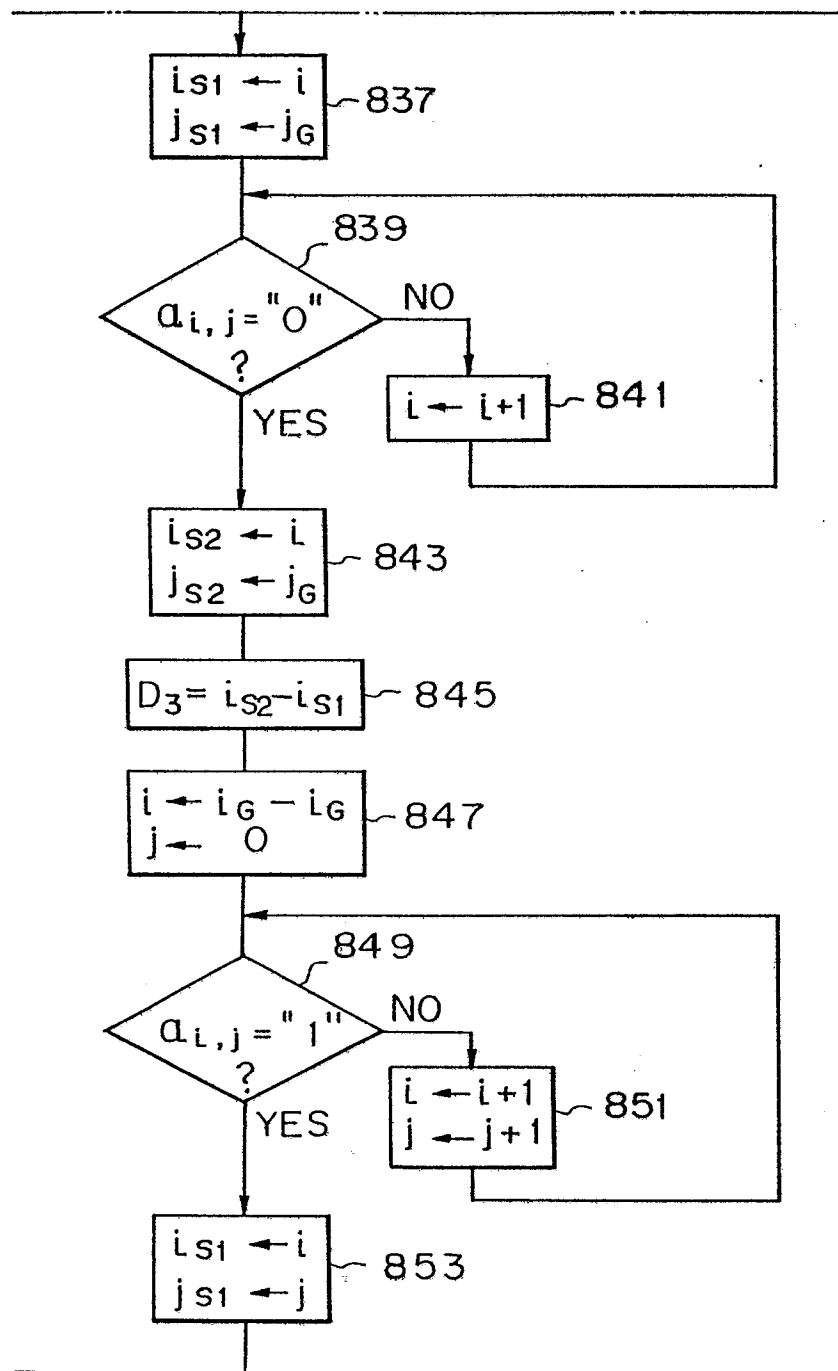 i_S1 ← i
j_S1 ← j_G
837
839
a_i,j = "0"
?
NO
YES
i ← i+1
841
i_S2 ← i
j_S2 ← j_G
843
D_3 = i_S2 - i_S1
845
i ← i_G - i_G
j ← 0
847
849
a_i,j = "1"
?
NO
YES
i ← i+1
j ← j+1
851
i_S1 ← i
j_S1 ← j
853